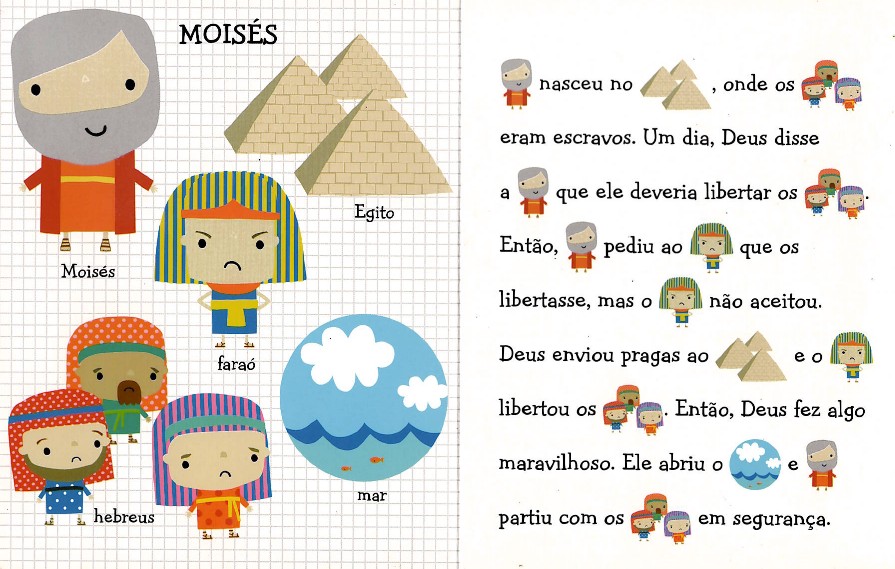 MOISÉS
Egito
Moisés
faraó
hebreus
mar
nasceu no , onde os
eram escravos. Um dia, Deus disse
a que ele deveria libertar os .
Então, pediu ao que os
libertasse, mas o não aceitou.
Deus enviou pragas ao e o
libertou os . Então, Deus fez algo
maravilhoso. Ele abriu o e
partiu com os em segurança.